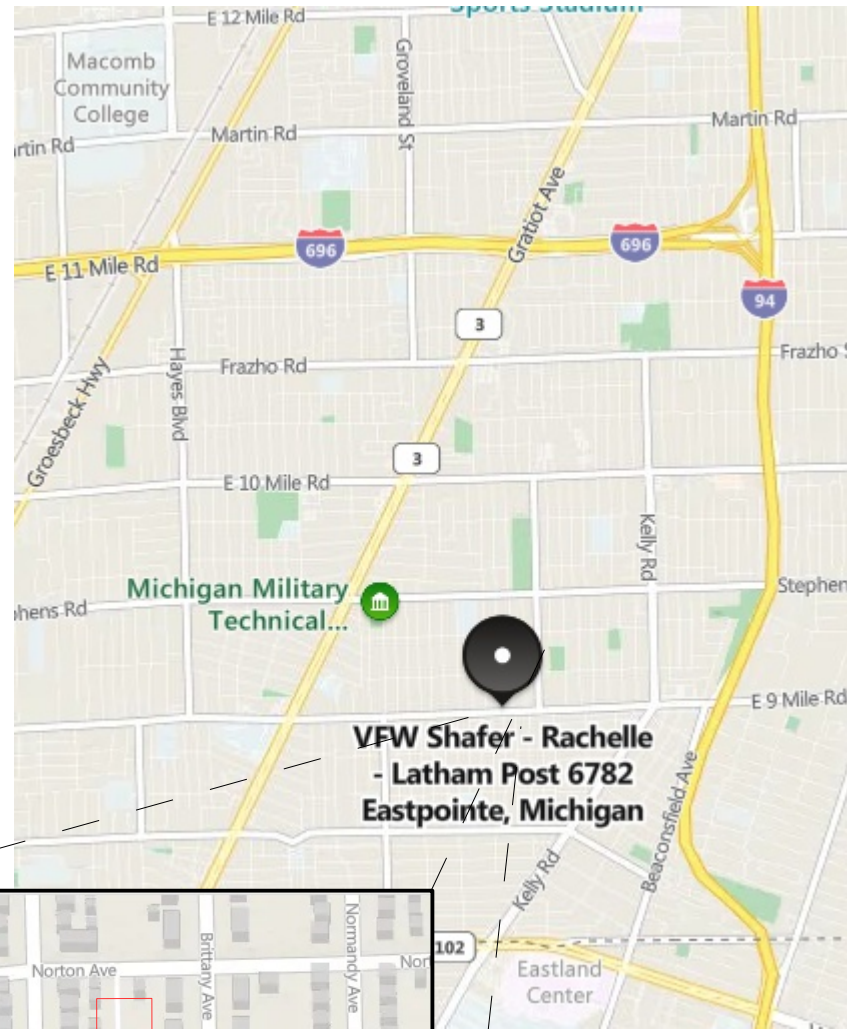 Sports Stadium
E 12 Mile Rd
Macomb
Community
College
Groveland St
Martin Rd
Martin Rd
rtin Rd
Gratiot Ave
696
696
E 11 Mile Rd
94
3
Frazho Rd
Frazho S
Hayes Blvd
Groesbeck Hwy
3
E 10 Mile Rd
Kelly Rd
Michigan Military
Technical...
Stephen
phens Rd
E 9 Mile Rd
VFW Shafer - Rachelle
- Latham Post 6782
Eastpointe, Michigan
Beaconsfield Ave
Kelly Rd
102
Eastland
Center
Norton Ave
Brittany Ave
Normandy Ave
Nor